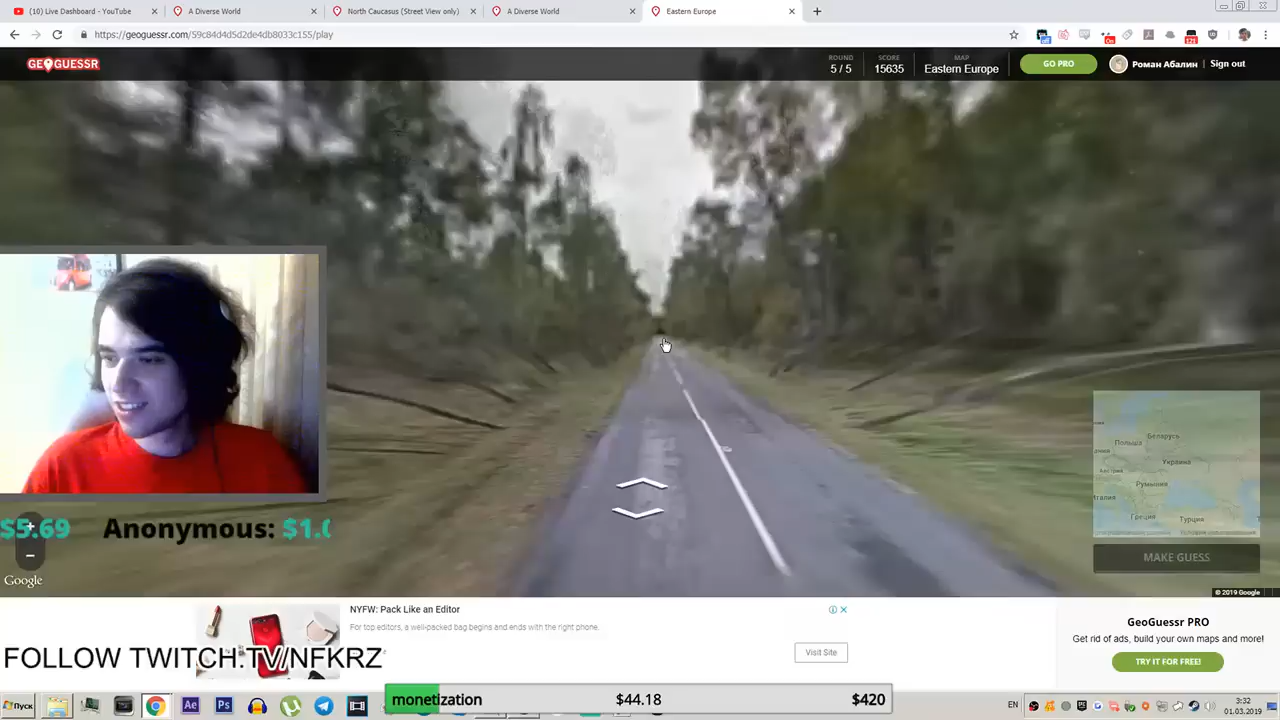 (10) Live Dashboard - YouTube
A Diverse World
North Caucasus (Street View only)
A Diverse World
Eastern Europe
https://geoguessr.com/59c84d4d5d2de4db8033c155/play
GEOGUESSR
ROUND
5 / 5
SCORE
15635
MAP
Eastern Europe
GO PRO
Роман Абалин
Sign out
Польша
Беларусь
Украина
Австрия
Румыния
Италия
Греция
Турция
MAKE GUESS
© 2019 Google
$5.69 Anonymous: $1.0
Google
NYFW: Pack Like an Editor
For top editors, a well-packed bag begins and ends with the right phone.
Visit Site
GeoGuessr PRO
Get rid of ads, build your own maps and more!
TRY IT FOR FREE!
FOLLOW TWITCH.TV/NFKRZ
Пуск
Ae
Ps
monetization $44.18 $420
EN
3:32
01.03.2019